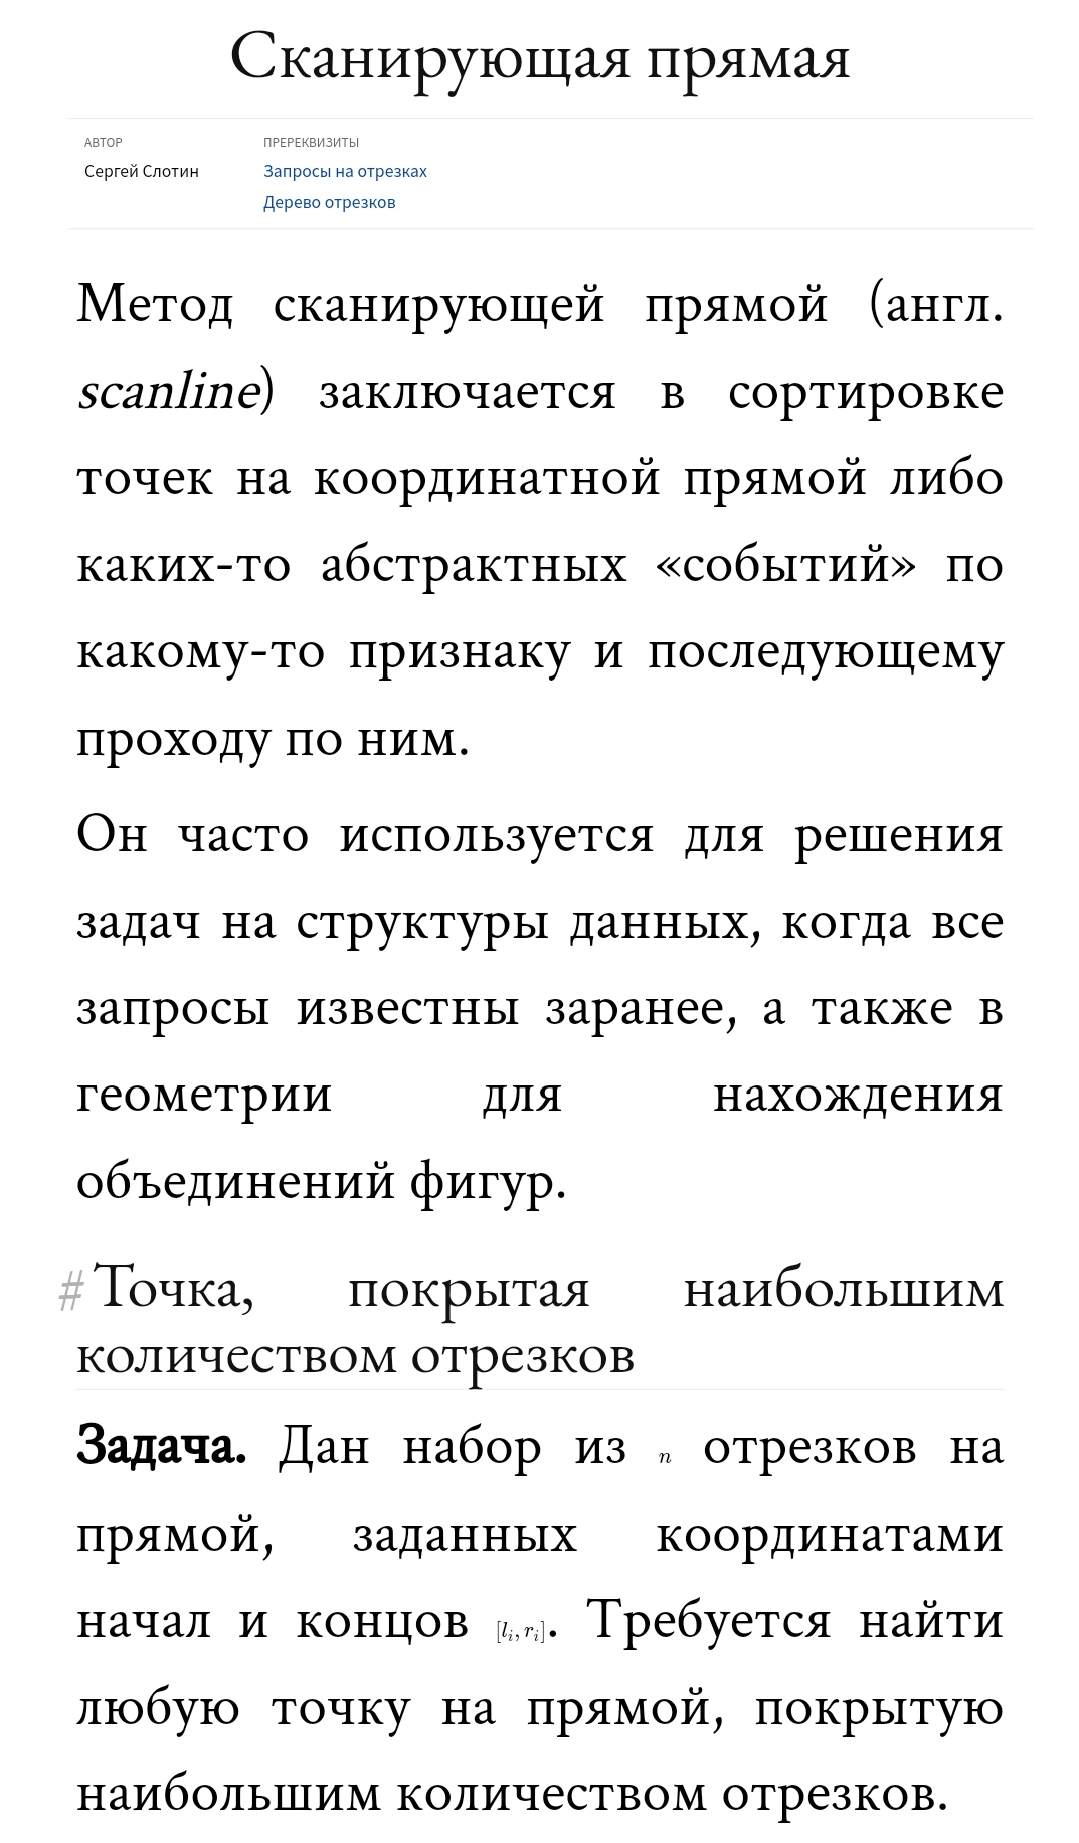 Сканирующая прямая
АВТОР
Сергей Слотин
ПРЕРЕКВИЗИТЫ
Запросы на отрезках
Дерево отрезков
Метод сканирующей прямой (англ.
scanline) заключается в сортировке
точек на координатной прямой либо
каких-то абстрактных «событий» по
какому-то признаку и последующему
проходу по ним.
Он часто используется для решения
задач на структуры данных, когда все
запросы известны заранее, а также в
геометрии для нахождения
объединений фигур.
# Точка, покрытая наибольшим
количеством отрезков
Задача. Дан набор из n отрезков на
прямой, заданных координатами
начал и концов [lᵢ, rᵢ]. Требуется найти
любую точку на прямой, покрытую
наибольшим количеством отрезков.